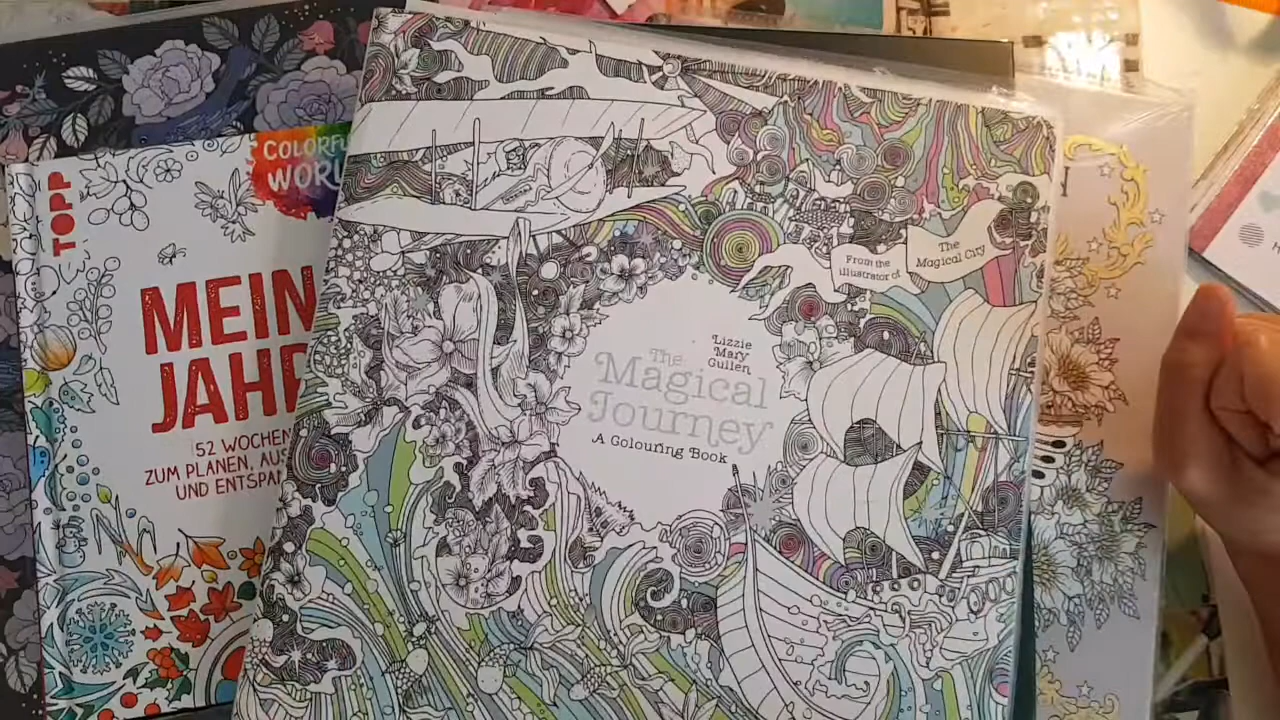 TOPP
COLORFU
WORL
MEIN
JAHR
52 WOCHEN
ZUM PLANEN, AUS
UND ENTSPAN
From the
illustrator of
The
Magical City
Lizzie
Mary
Cullen
The
Magical
Journey
A Colouring Book